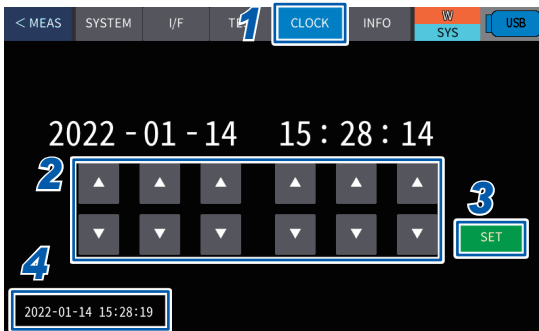 < MEAS SYSTEM I/F 1 CLOCK INFO W SYS USB
2022 - 01 - 14 15 : 28 : 14
2
3
SET
4
2022-01-14 15:28:19